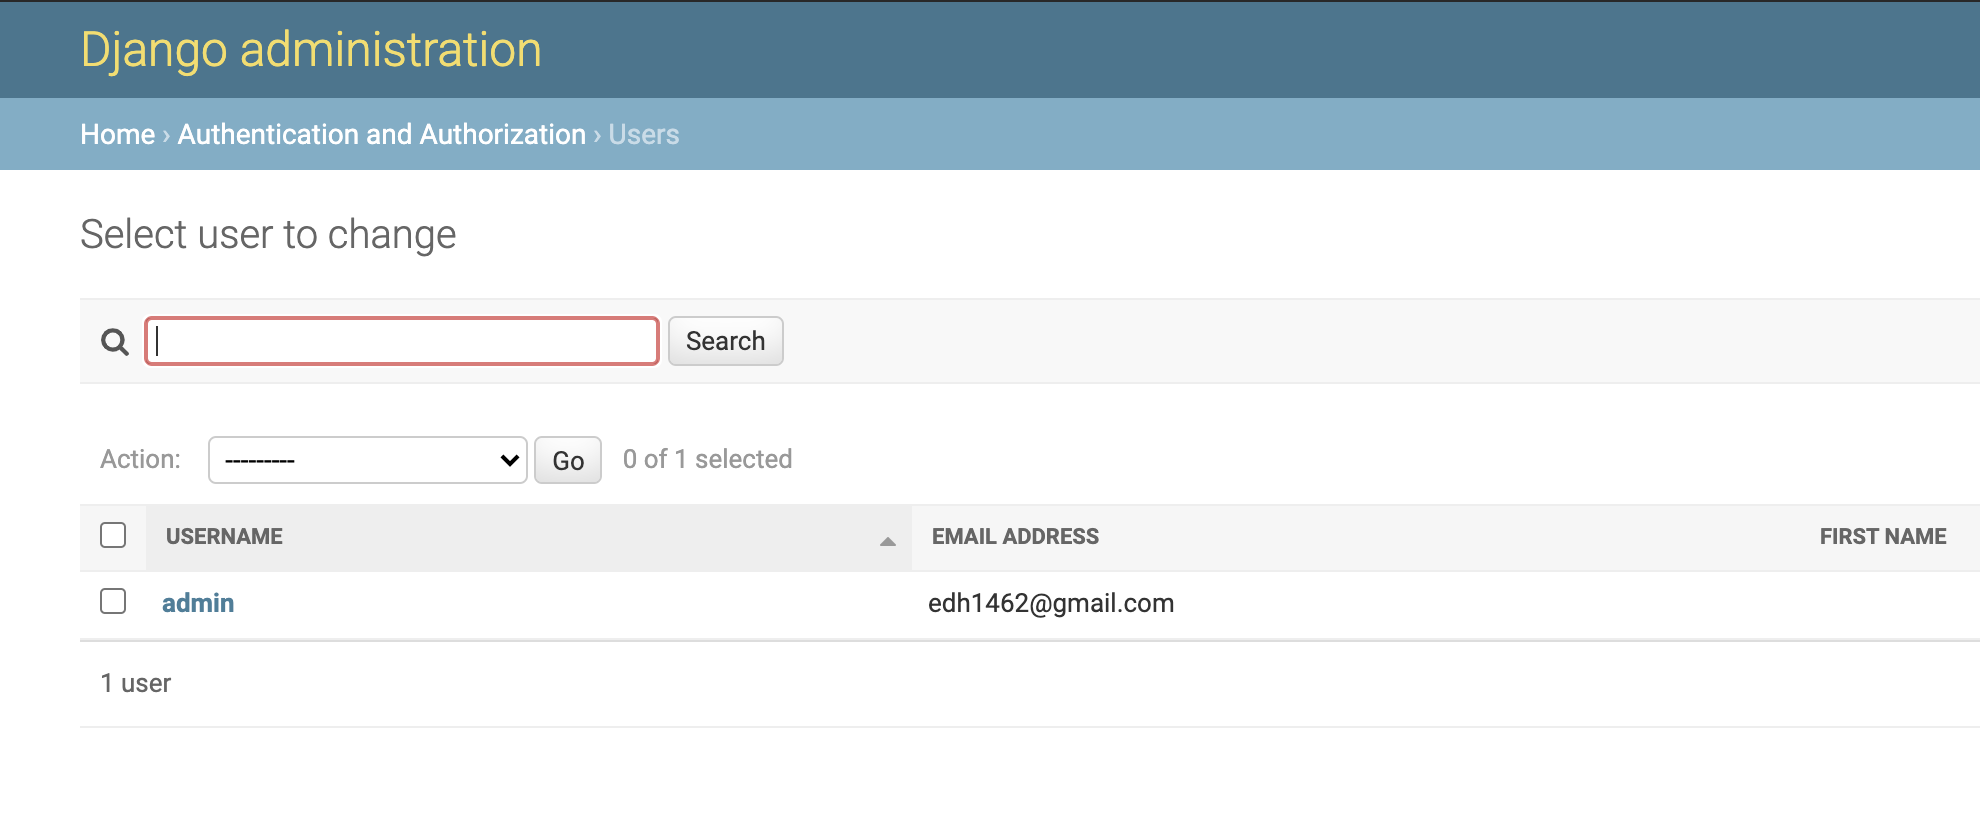 Django administration
Home › Authentication and Authorization › Users
Select user to change
Search
Action: --------- Go 0 of 1 selected
USERNAME EMAIL ADDRESS FIRST NAME
admin edh1462@gmail.com
1 user